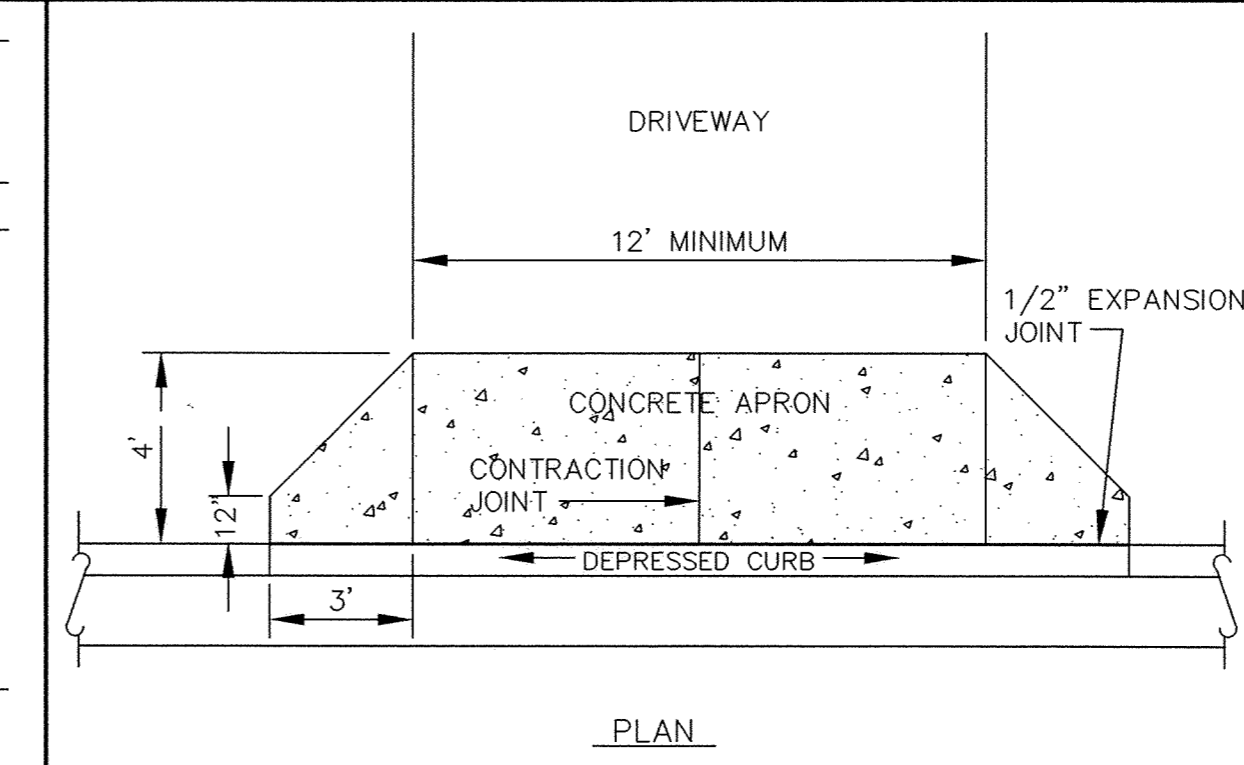 DRIVEWAY
12' MINIMUM
1/2" EXPANSION
JOINT
CONCRETE APRON
4'
CONTRACTION
JOINT
12"
DEPRESSED CURB
3'
PLAN